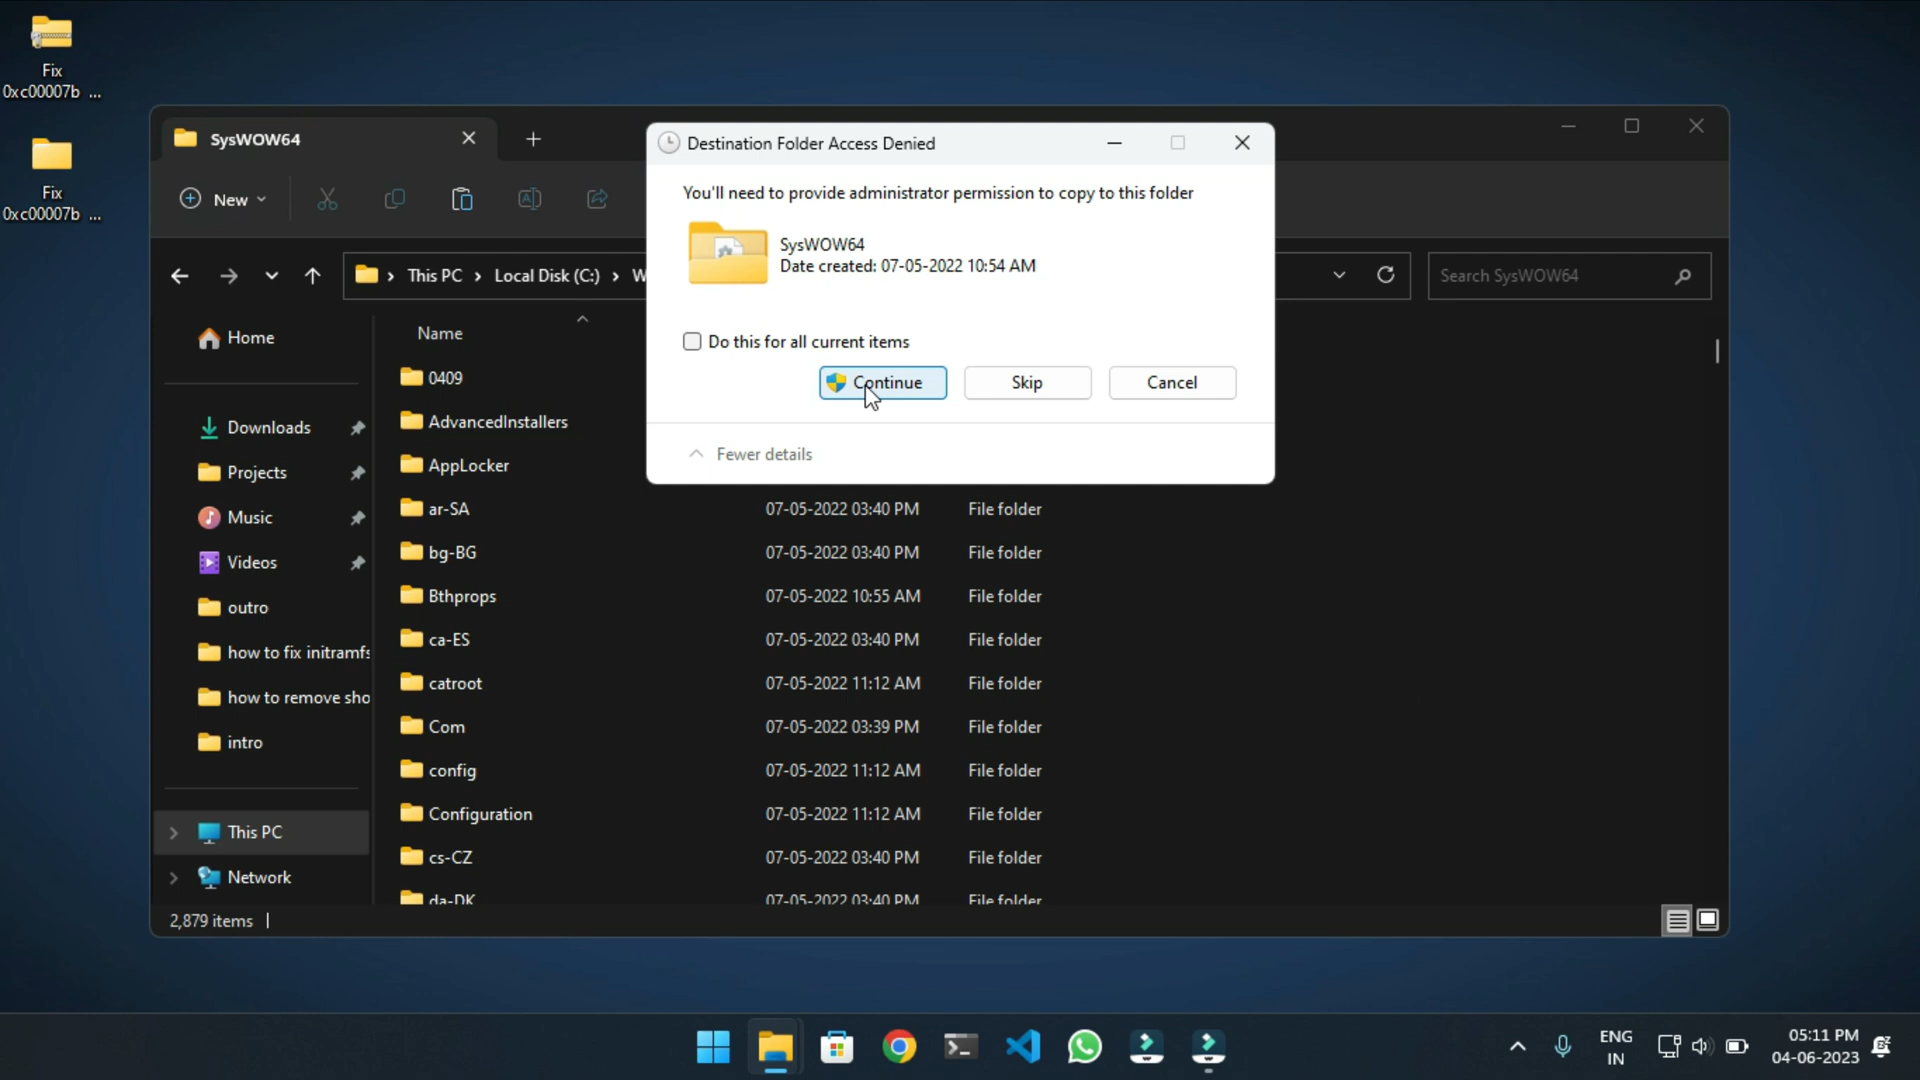 Fix
0xc00007b ...
Fix
0xc00007b ...
SysWOW64
New
Destination Folder Access Denied
You'll need to provide administrator permission to copy to this folder
SysWOW64
Date created: 07-05-2022 10:54 AM
Do this for all current items
Continue
Skip
Cancel
Fewer details
This PC
Local Disk (C:)
W
Search SysWOW64
Home
Downloads
Projects
Music
Videos
outro
how to fix initramfs
how to remove sho
intro
This PC
Network
Name
0409
AdvancedInstallers
AppLocker
ar-SA 07-05-2022 03:40 PM File folder
bg-BG 07-05-2022 03:40 PM File folder
Bthprops 07-05-2022 10:55 AM File folder
ca-ES 07-05-2022 03:40 PM File folder
catroot 07-05-2022 11:12 AM File folder
Com 07-05-2022 03:39 PM File folder
config 07-05-2022 11:12 AM File folder
Configuration 07-05-2022 11:12 AM File folder
cs-CZ 07-05-2022 03:40 PM File folder
da-DK 07-05-2022 03:40 PM File folder
2,879 items
ENG
IN
05:11 PM
04-06-2023